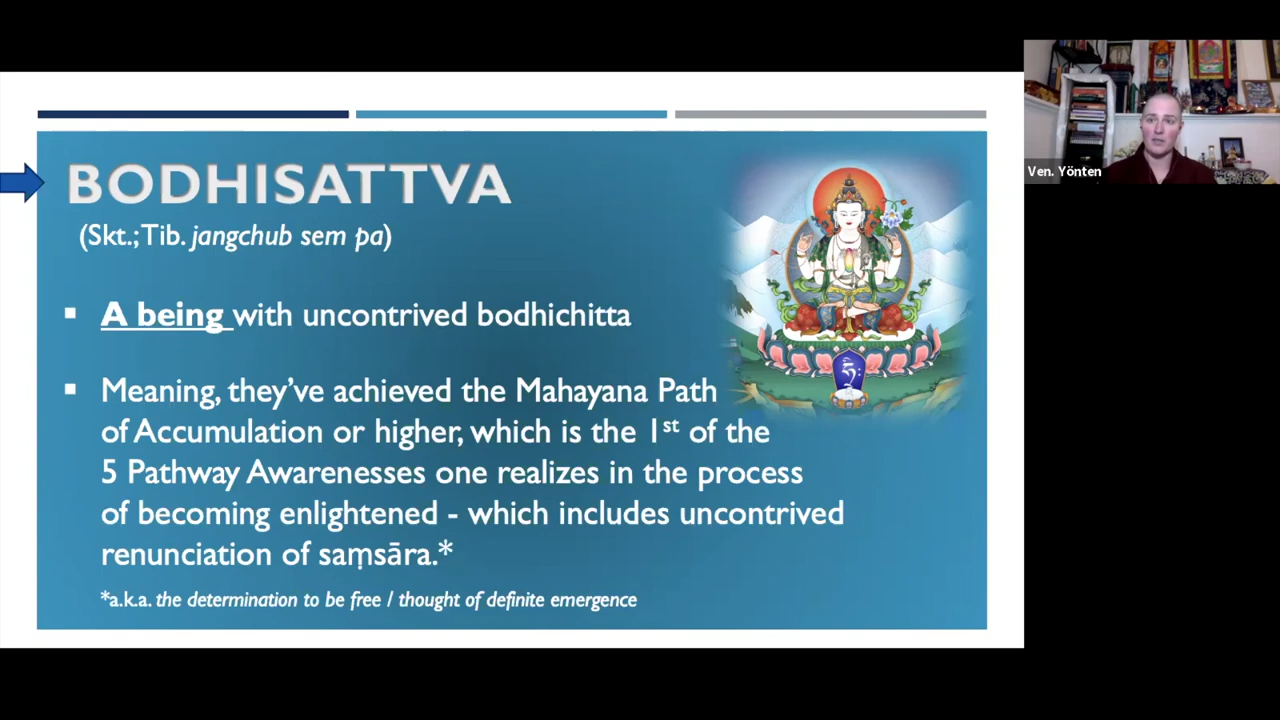 BODHISATTVA
(Skt.; Tib. jangchub sem pa)
▪ A being with uncontrived bodhichitta
▪ Meaning, they've achieved the Mahayana Path
of Accumulation or higher, which is the 1st of the
5 Pathway Awarenesses one realizes in the process
of becoming enlightened - which includes uncontrived
renunciation of saṃsāra.*
*a.k.a. the determination to be free / thought of definite emergence
Ven. Yönten